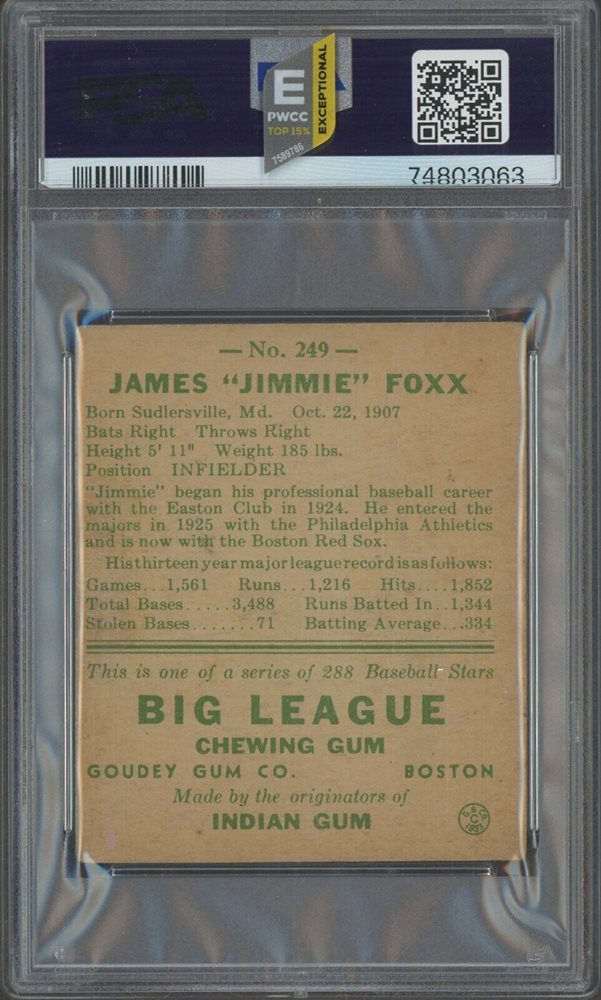 PSA
E
PWCC
TOP 15%
EXCEPTIONAL
7589786
74803063
— No. 249 —
JAMES "JIMMIE" FOXX
Born Sudlersville, Md. Oct. 22, 1907
Bats Right Throws Right
Height 5' 11" Weight 185 lbs.
Position INFIELDER
"Jimmie" began his professional baseball career
with the Easton Club in 1924. He entered the
majors in 1925 with the Philadelphia Athletics
and is now with the Boston Red Sox.
His thirteen year major league record is as follows:
Games...1,561 Runs...1,216 Hits....1,852
Total Bases.....3,488 Runs Batted In..1,344
Stolen Bases.......71 Batting Average...334
This is one of a series of 288 Baseball Stars
BIG LEAGUE
CHEWING GUM
GOUDEY GUM CO. BOSTON
Made by the originators of
INDIAN GUM